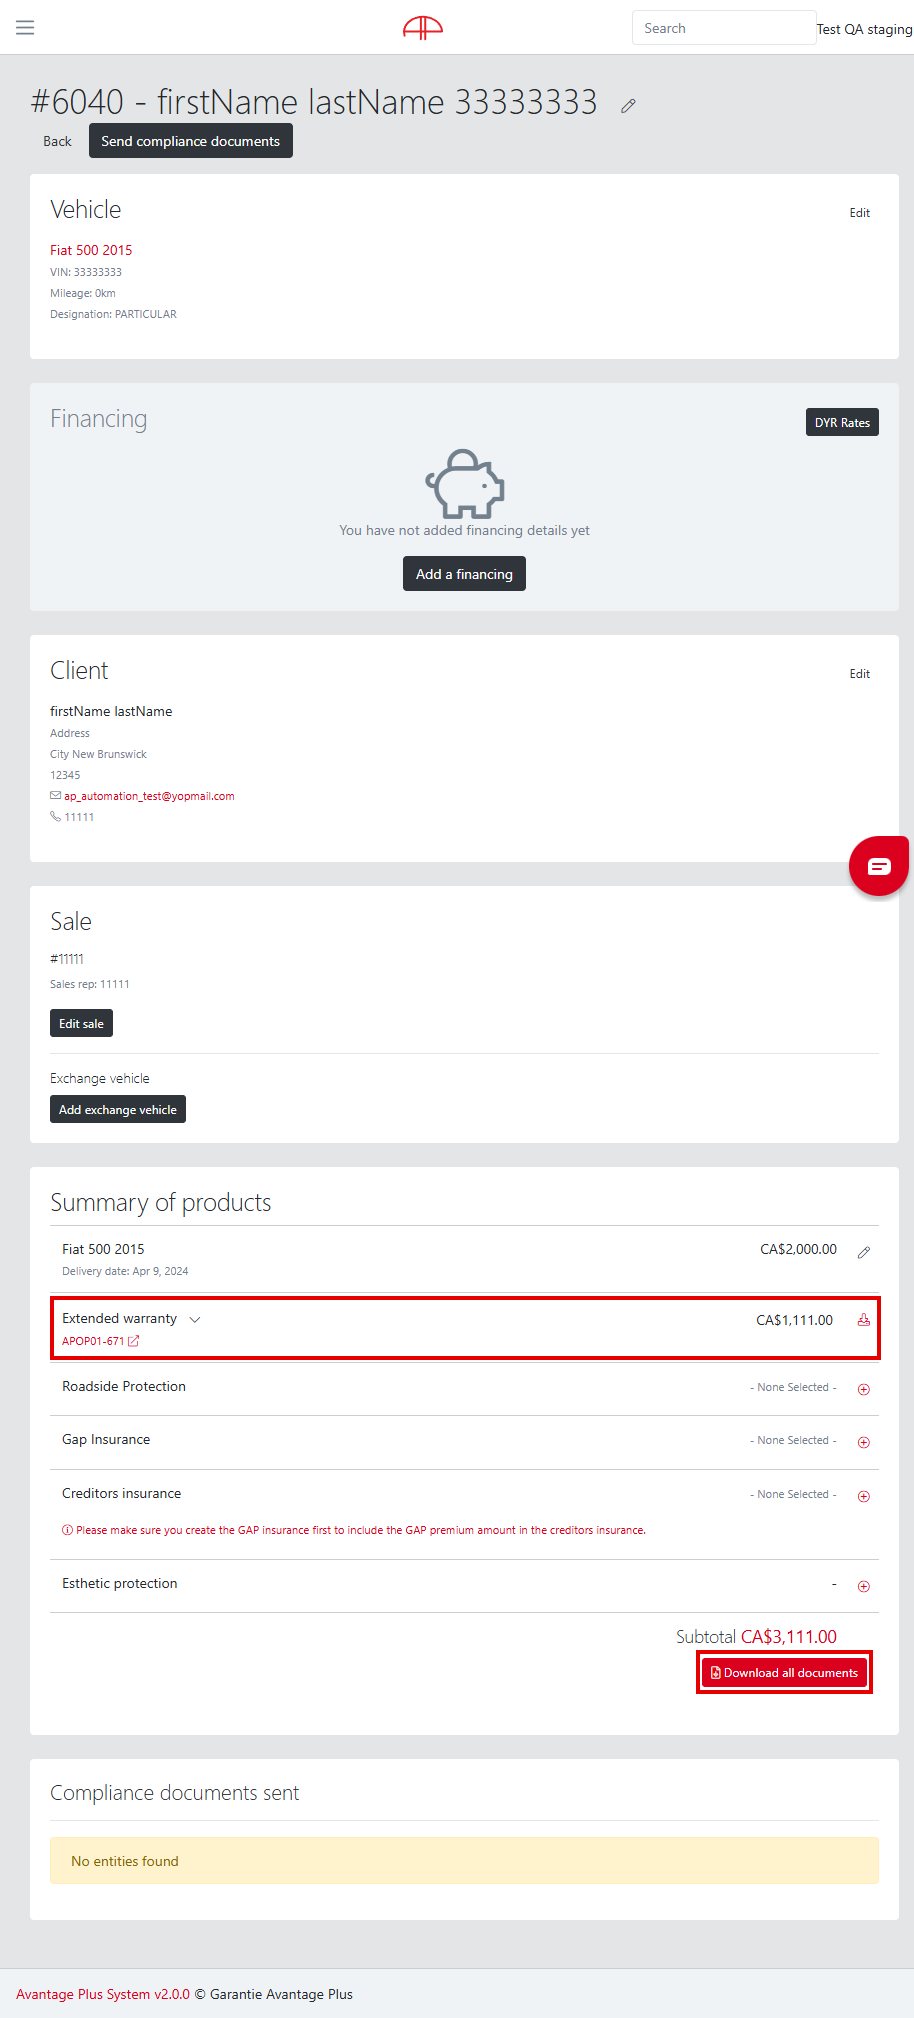 Search
Test QA staging
#6040 - firstName lastName 33333333
Back
Send compliance documents
Vehicle
Edit
Fiat 500 2015
VIN: 33333333
Mileage: 0km
Designation: PARTICULAR
Financing
DYR Rates
You have not added financing details yet
Add a financing
Client
Edit
firstName lastName
Address
City New Brunswick
12345
ap_automation_test@yopmail.com
11111
Sale
#11111
Sales rep: 11111
Edit sale
Exchange vehicle
Add exchange vehicle
Summary of products
Fiat 500 2015
CA$2,000.00
Delivery date: Apr 9, 2024
Extended warranty
CA$1,111.00
APOP01-671
Roadside Protection
- None Selected -
Gap Insurance
- None Selected -
Creditors insurance
- None Selected -
Please make sure you create the GAP insurance first to include the GAP premium amount in the creditors insurance.
Esthetic protection
-
Subtotal CA$3,111.00
Download all documents
Compliance documents sent
No entities found
Avantage Plus System v2.0.0 © Garantie Avantage Plus